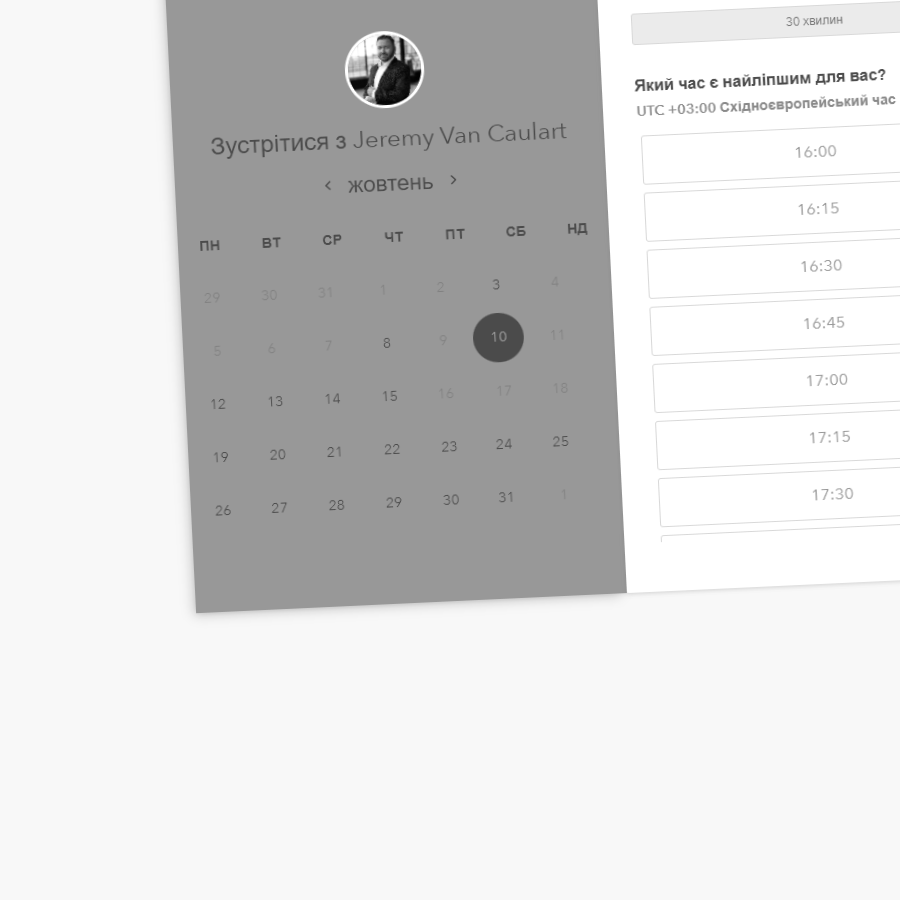 Зустрітися з Jeremy Van Caulart
‹ жовтень ›
ПН ВТ СР ЧТ ПТ СБ НД
29 30 31 1 2 3 4
5 6 7 8 9 10 11
12 13 14 15 16 17 18
19 20 21 22 23 24 25
26 27 28 29 30 31 1
30 хвилин
Який час є найліпшим для вас?
UTC +03:00 Східноєвропейський час
16:00
16:15
16:30
16:45
17:00
17:15
17:30